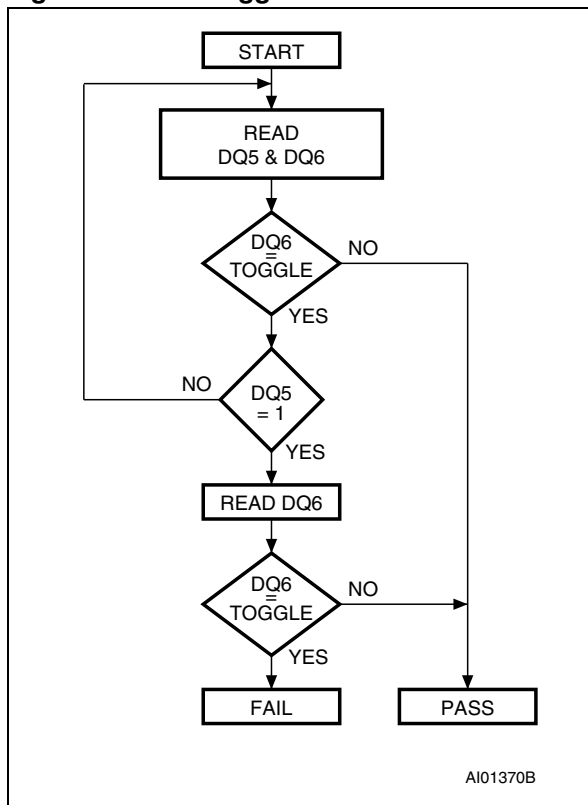 START
READ
DQ5 & DQ6
DQ6
=
TOGGLE
NO
YES
NO
DQ5
= 1
YES
READ DQ6
DQ6
=
TOGGLE
NO
YES
FAIL
PASS
AI01370B